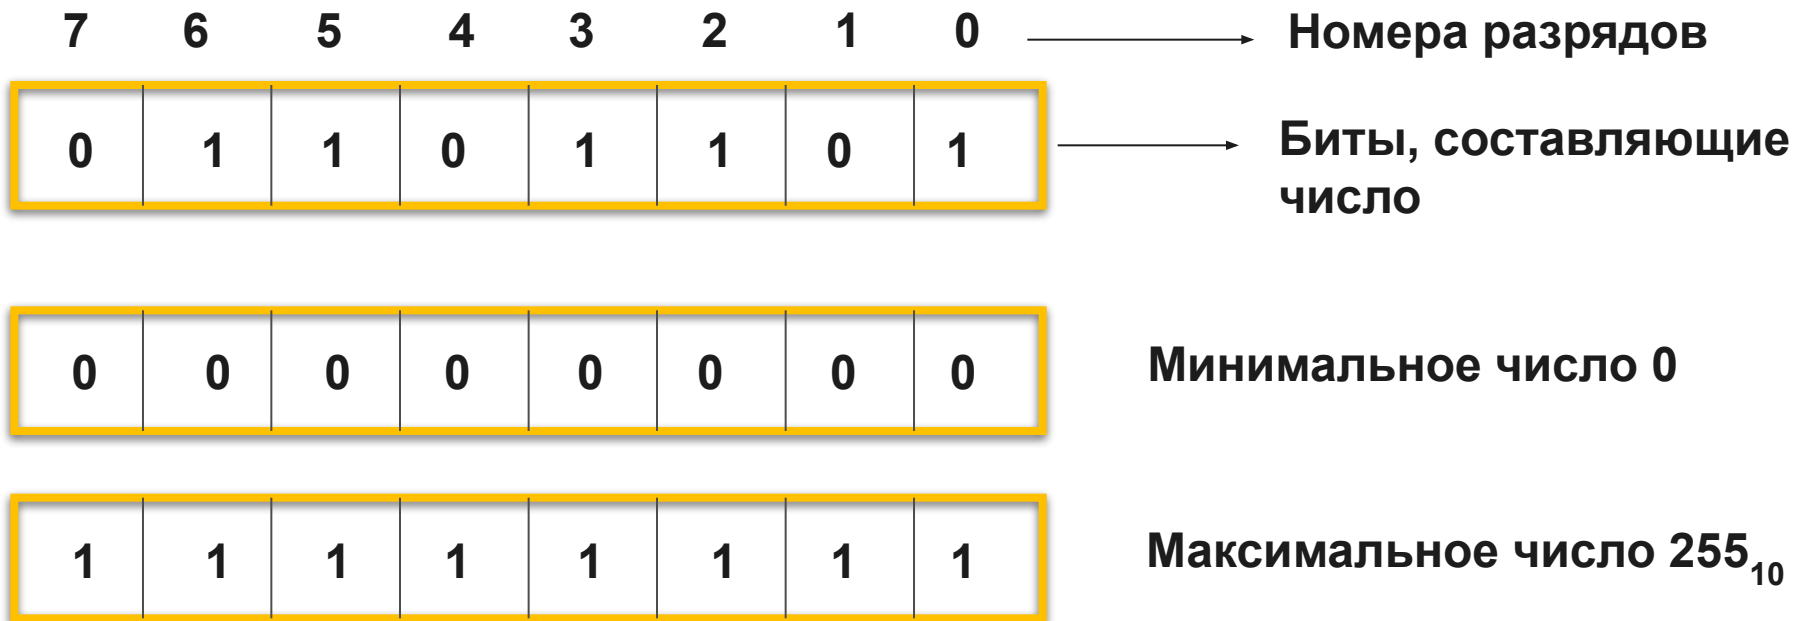 7 6 5 4 3 2 1 0 Номера разрядов
0 1 1 0 1 1 0 1 Биты, составляющие
число
0 0 0 0 0 0 0 0 Минимальное число 0
1 1 1 1 1 1 1 1 Максимальное число 255₁₀